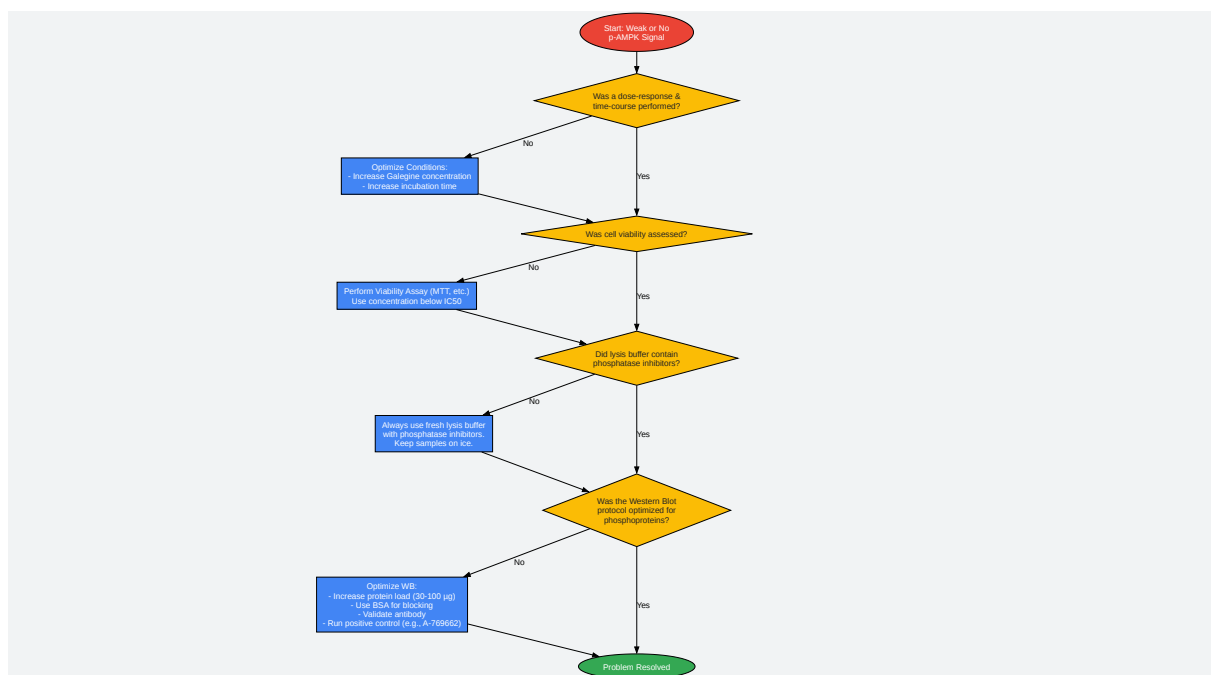 Start: Weak or No
p-AMPK Signal
Was a dose-response &
time-course performed?
No
Optimize Conditions:
- Increase Galegine concentration
- Increase incubation time
Yes
Was cell viability assessed?
No
Perform Viability Assay (MTT, etc.)
Use concentration below IC50
Yes
Did lysis buffer contain
phosphatase inhibitors?
No
Always use fresh lysis buffer
with phosphatase inhibitors.
Keep samples on ice.
Yes
Was the Western Blot
protocol optimized for
phosphoproteins?
No
Optimize WB:
- Increase protein load (30-100 µg)
- Use BSA for blocking
- Validate antibody
- Run positive control (e.g., A-769662)
Yes
Problem Resolved